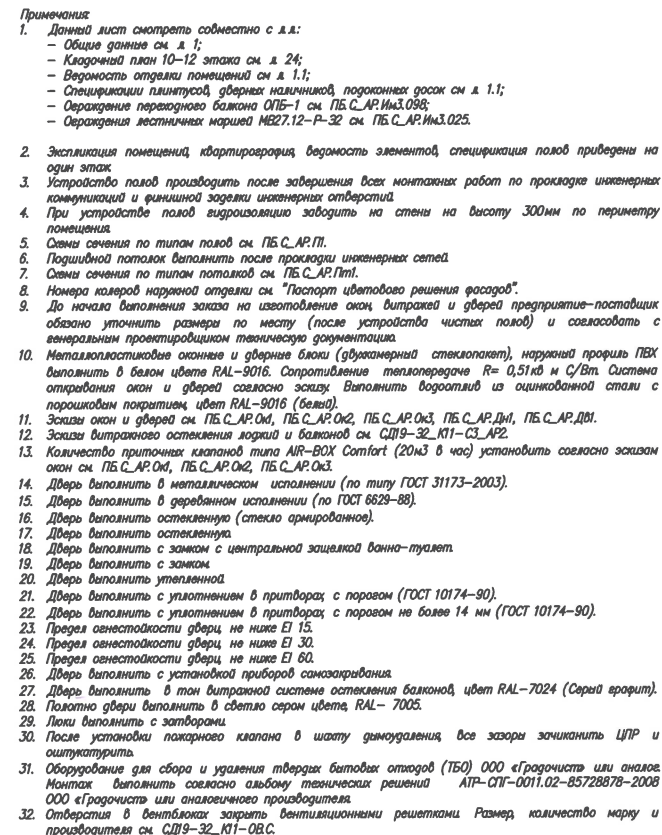 Примечания:
1. Данный лист смотреть совместно с л.л.:
– Общие данные см. л. 1;
– Кладочный план 10–12 этажа см. л. 24;
– Ведомость отделки помещений см л. 1.1;
– Спецификации плинтусов, дверных наличников, подоконных досок см л. 1.1;
– Ограждение переходного балкона ОПБ–1 см. ПБ.С_АР.Им3.098;
– Ограждения лестничных маршей МВ27.12–Р–32 см. ПБ.С_АР.Им3.025.
2. Экспликация помещений, квартирография, ведомость элементов, спецификация полов приведены на
один этаж.
3. Устройство полов производить после завершения всех монтажных работ по прокладке инженерных
коммуникаций и финишной заделки инженерных отверстий.
4. При устройстве полов гидроизоляцию заводить на стены на высоту 300мм по периметру
помещения.
5. Схемы сечения по типам полов см. ПБ.С_АР.П1.
6. Подшивной потолок выполнить после прокладки инженерных сетей.
7. Схемы сечения по типам потолков см. ПБ.С_АР.Пт1.
8. Номера колеров наружной отделки см. "Паспорт цветового решения фасадов".
9. До начала выполнения заказа на изготовление окон, витражей и дверей предприятие–поставщик
обязано уточнить размеры по месту (после устройства чистых полов) и согласовать с
генеральным проектировщиком техническую документацию.
10. Металлопластиковые оконные и дверные блоки (двухкамерный стеклопакет), наружный профиль ПВХ
выполнить в белом цвете RAL–9016. Сопротивление теплопередаче R= 0,51кв м С/Вт. Система
открывания окон и дверей согласно эскизу. Выполнить водоотлив из оцинкованной стали с
порошковым покрытием, цвет RAL–9016 (белый).
11. Эскизы окон и дверей см. ПБ.С_АР.Ок1, ПБ.С_АР.Ок2, ПБ.С_АР.Ок3, ПБ.С_АР.Дн1, ПБ.С_АР.ДВ1.
12. Эскизы витражного остекления лоджий и балконов см. СД19–32_К11–С3_АР2.
13. Количество приточных клапанов типа AIR–BOX Comfort (20м3 в час) установить согласно эскизам
окон см. ПБ.С_АР.Ок1, ПБ.С_АР.Ок2, ПБ.С_АР.Ок3.
14. Дверь выполнить в металлическом исполнении (по типу ГОСТ 31173–2003).
15. Дверь выполнить в деревянном исполнении (по ГОСТ 6629–88).
16. Дверь выполнить остекленную (стекло армированное).
17. Дверь выполнить остекленную.
18. Дверь выполнить с замком с центральной защелкой ванна–туалет.
19. Дверь выполнить с замком.
20. Дверь выполнить утепленной.
21. Дверь выполнить с уплотнением в притворах, с порогом (ГОСТ 10174–90).
22. Дверь выполнить с уплотнением в притворах, с порогом не более 14 мм (ГОСТ 10174–90).
23. Предел огнестойкости двери, не ниже EI 15.
24. Предел огнестойкости двери, не ниже EI 30.
25. Предел огнестойкости двери, не ниже EI 60.
26. Дверь выполнить с установкой приборов самозакрывания.
27. Дверь выполнить в тон витражной системе остекления балконов, цвет RAL–7024 (Серый графит).
28. Полотно двери выполнить в светло сером цвете, RAL– 7005.
29. Люки выполнить с затворами.
30. После установки пожарного клапана в шахту дымоудаления, все зазоры зачиканить ЦПР и
оштукатурить.
31. Оборудование для сбора и удаления твердых бытовых отходов (ТБО) ООО «Градочист» или аналог.
Монтаж выполнить согласно альбому технических решений АТР–СПГ–0011.02–85728878–2008
ООО «Градочист» или аналогичного производителя.
32. Отверстия в вентблоках закрыть вентиляционными решетками. Размер, количество марку и
производителя см. СД19–32_К11–ОВ.С.